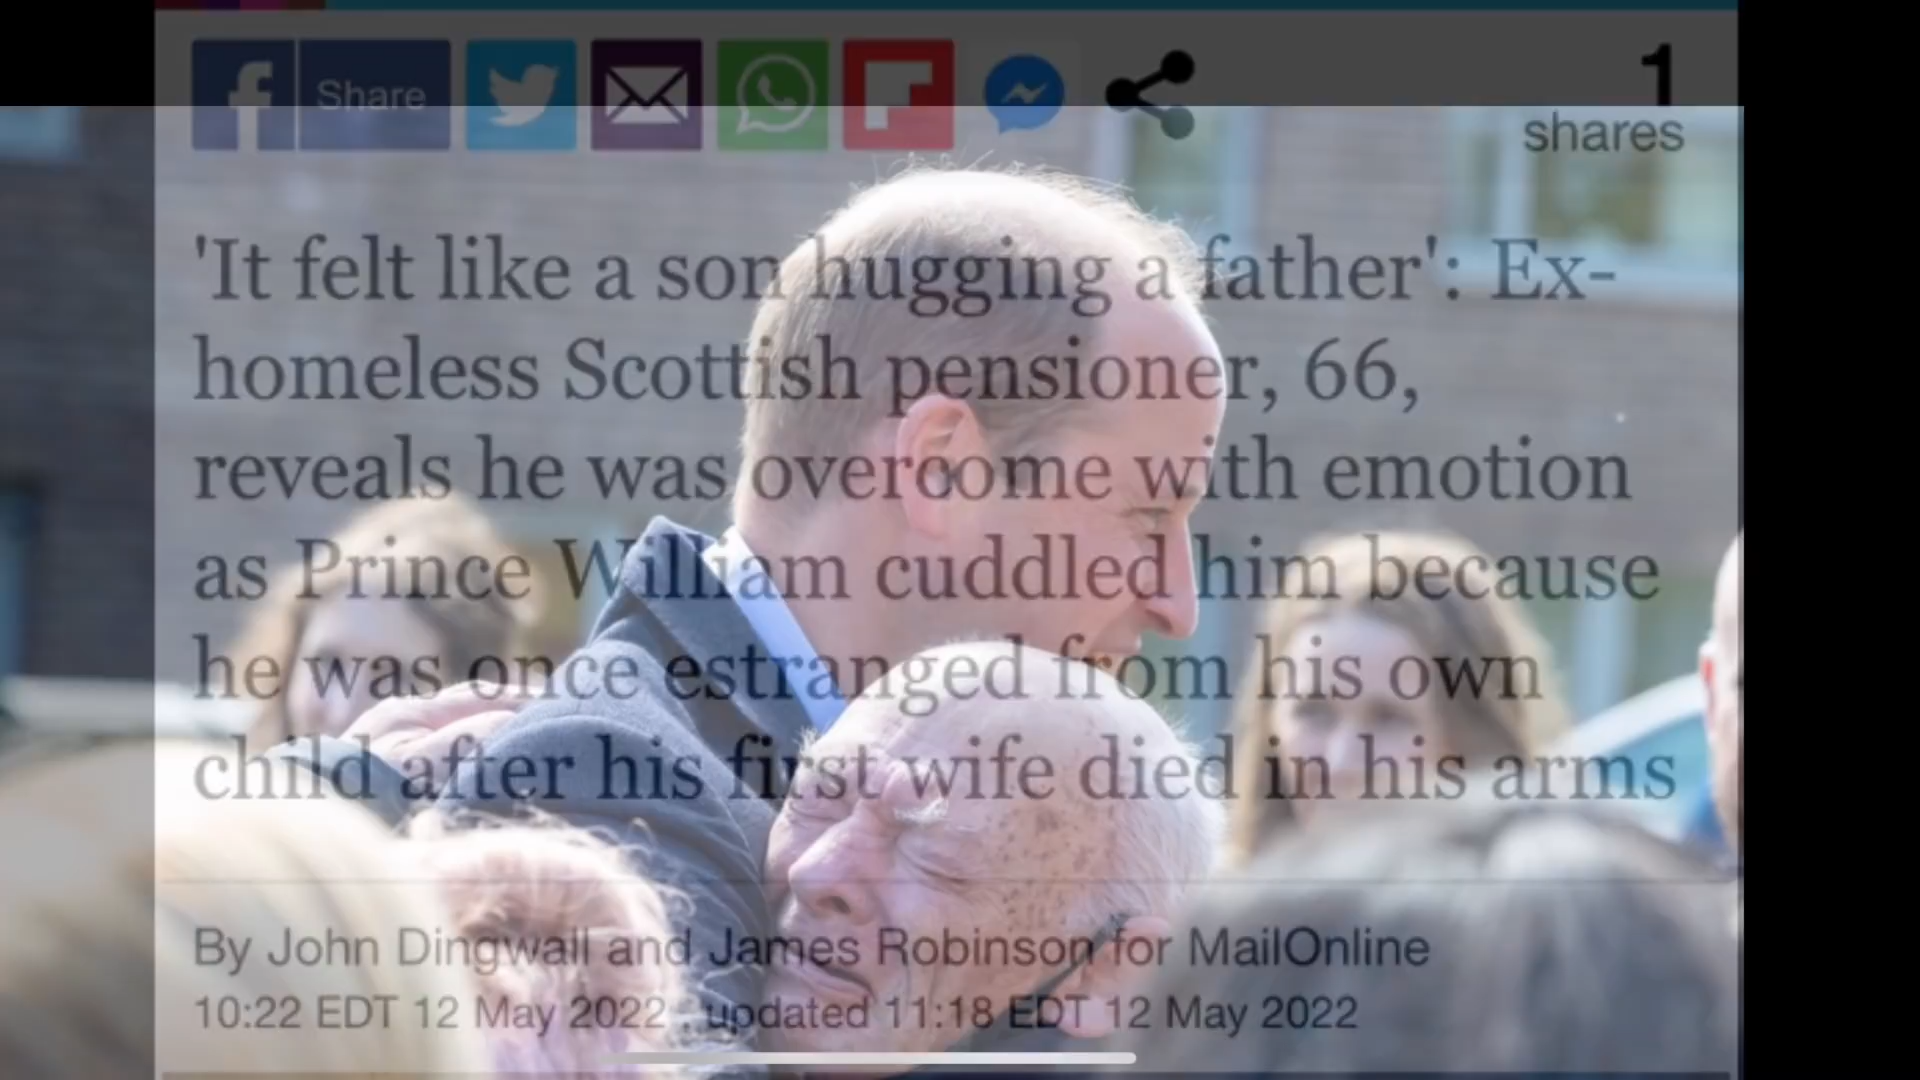 Share
1
shares
'It felt like a son hugging a father': Ex-
homeless Scottish pensioner, 66,
reveals he was overcome with emotion
as Prince William cuddled him because
he was once estranged from his own
child after his first wife died in his arms
By John Dingwall and James Robinson for MailOnline
10:22 EDT 12 May 2022 , updated 11:18 EDT 12 May 2022